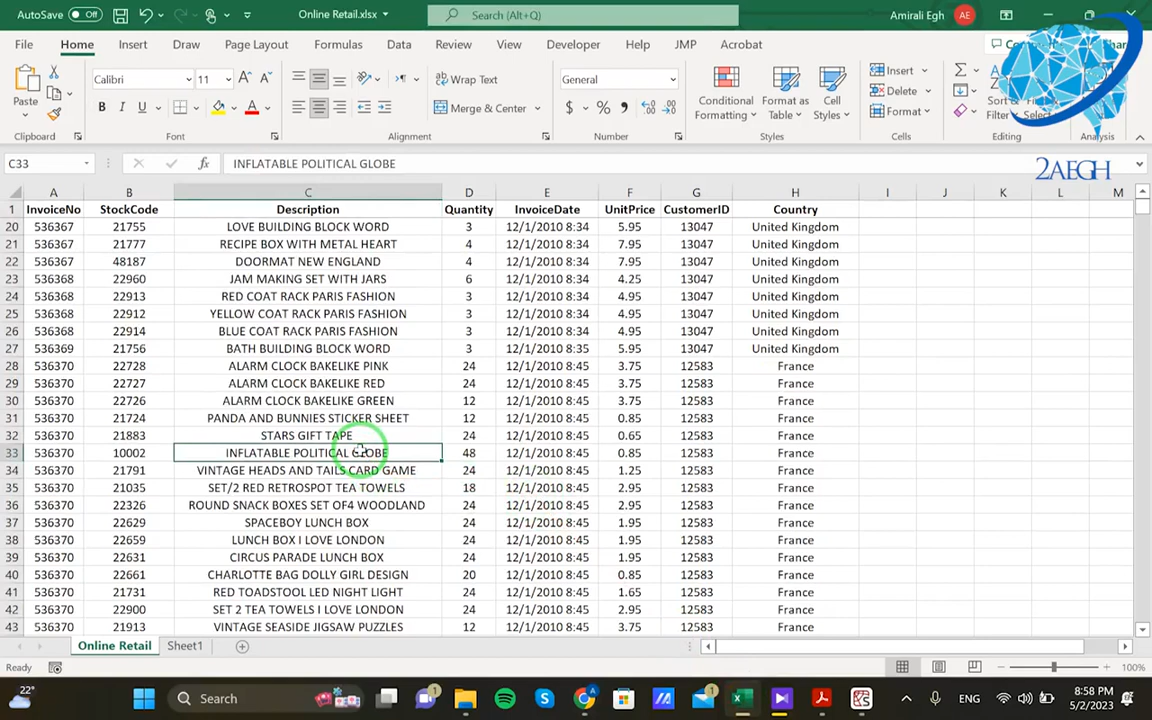 AutoSave Off Online Retail.xlsx Search (Alt+Q) Amirali Egh AE
File Home Insert Draw Page Layout Formulas Data Review View Developer Help JMP Acrobat
Calibri 11 Wrap Text General Insert
Paste Merge & Center $ % Conditional Formatting Format as Table Cell Styles Delete Format Sort & Filter
Clipboard Font Alignment Number Styles Cells Editing Analysis
C33 fx INFLATABLE POLITICAL GLOBE 2AEGH
A B C D E F G H I J K L M
1 InvoiceNo StockCode Description Quantity InvoiceDate UnitPrice CustomerID Country
20 536367 21755 LOVE BUILDING BLOCK WORD 3 12/1/2010 8:34 5.95 13047 United Kingdom
21 536367 21777 RECIPE BOX WITH METAL HEART 4 12/1/2010 8:34 7.95 13047 United Kingdom
22 536367 48187 DOORMAT NEW ENGLAND 4 12/1/2010 8:34 7.95 13047 United Kingdom
23 536368 22960 JAM MAKING SET WITH JARS 6 12/1/2010 8:34 4.25 13047 United Kingdom
24 536368 22913 RED COAT RACK PARIS FASHION 3 12/1/2010 8:34 4.95 13047 United Kingdom
25 536368 22912 YELLOW COAT RACK PARIS FASHION 3 12/1/2010 8:34 4.95 13047 United Kingdom
26 536368 22914 BLUE COAT RACK PARIS FASHION 3 12/1/2010 8:34 4.95 13047 United Kingdom
27 536369 21756 BATH BUILDING BLOCK WORD 3 12/1/2010 8:35 5.95 13047 United Kingdom
28 536370 22728 ALARM CLOCK BAKELIKE PINK 24 12/1/2010 8:45 3.75 12583 France
29 536370 22727 ALARM CLOCK BAKELIKE RED 24 12/1/2010 8:45 3.75 12583 France
30 536370 22726 ALARM CLOCK BAKELIKE GREEN 12 12/1/2010 8:45 3.75 12583 France
31 536370 21724 PANDA AND BUNNIES STICKER SHEET 12 12/1/2010 8:45 0.85 12583 France
32 536370 21883 STARS GIFT TAPE 24 12/1/2010 8:45 0.65 12583 France
33 536370 10002 INFLATABLE POLITICAL GLOBE 48 12/1/2010 8:45 0.85 12583 France
34 536370 21791 VINTAGE HEADS AND TAILS CARD GAME 24 12/1/2010 8:45 1.25 12583 France
35 536370 21035 SET/2 RED RETROSPOT TEA TOWELS 18 12/1/2010 8:45 2.95 12583 France
36 536370 22326 ROUND SNACK BOXES SET OF4 WOODLAND 24 12/1/2010 8:45 2.95 12583 France
37 536370 22629 SPACEBOY LUNCH BOX 24 12/1/2010 8:45 1.95 12583 France
38 536370 22659 LUNCH BOX I LOVE LONDON 24 12/1/2010 8:45 1.95 12583 France
39 536370 22631 CIRCUS PARADE LUNCH BOX 24 12/1/2010 8:45 1.95 12583 France
40 536370 22661 CHARLOTTE BAG DOLLY GIRL DESIGN 20 12/1/2010 8:45 0.85 12583 France
41 536370 21731 RED TOADSTOOL LED NIGHT LIGHT 24 12/1/2010 8:45 1.65 12583 France
42 536370 22900 SET 2 TEA TOWELS I LOVE LONDON 24 12/1/2010 8:45 2.95 12583 France
43 536370 21913 VINTAGE SEASIDE JIGSAW PUZZLES 12 12/1/2010 8:45 3.75 12583 France
Online Retail Sheet1
Ready 100%
22° Search ENG 8:58 PM
5/2/2023